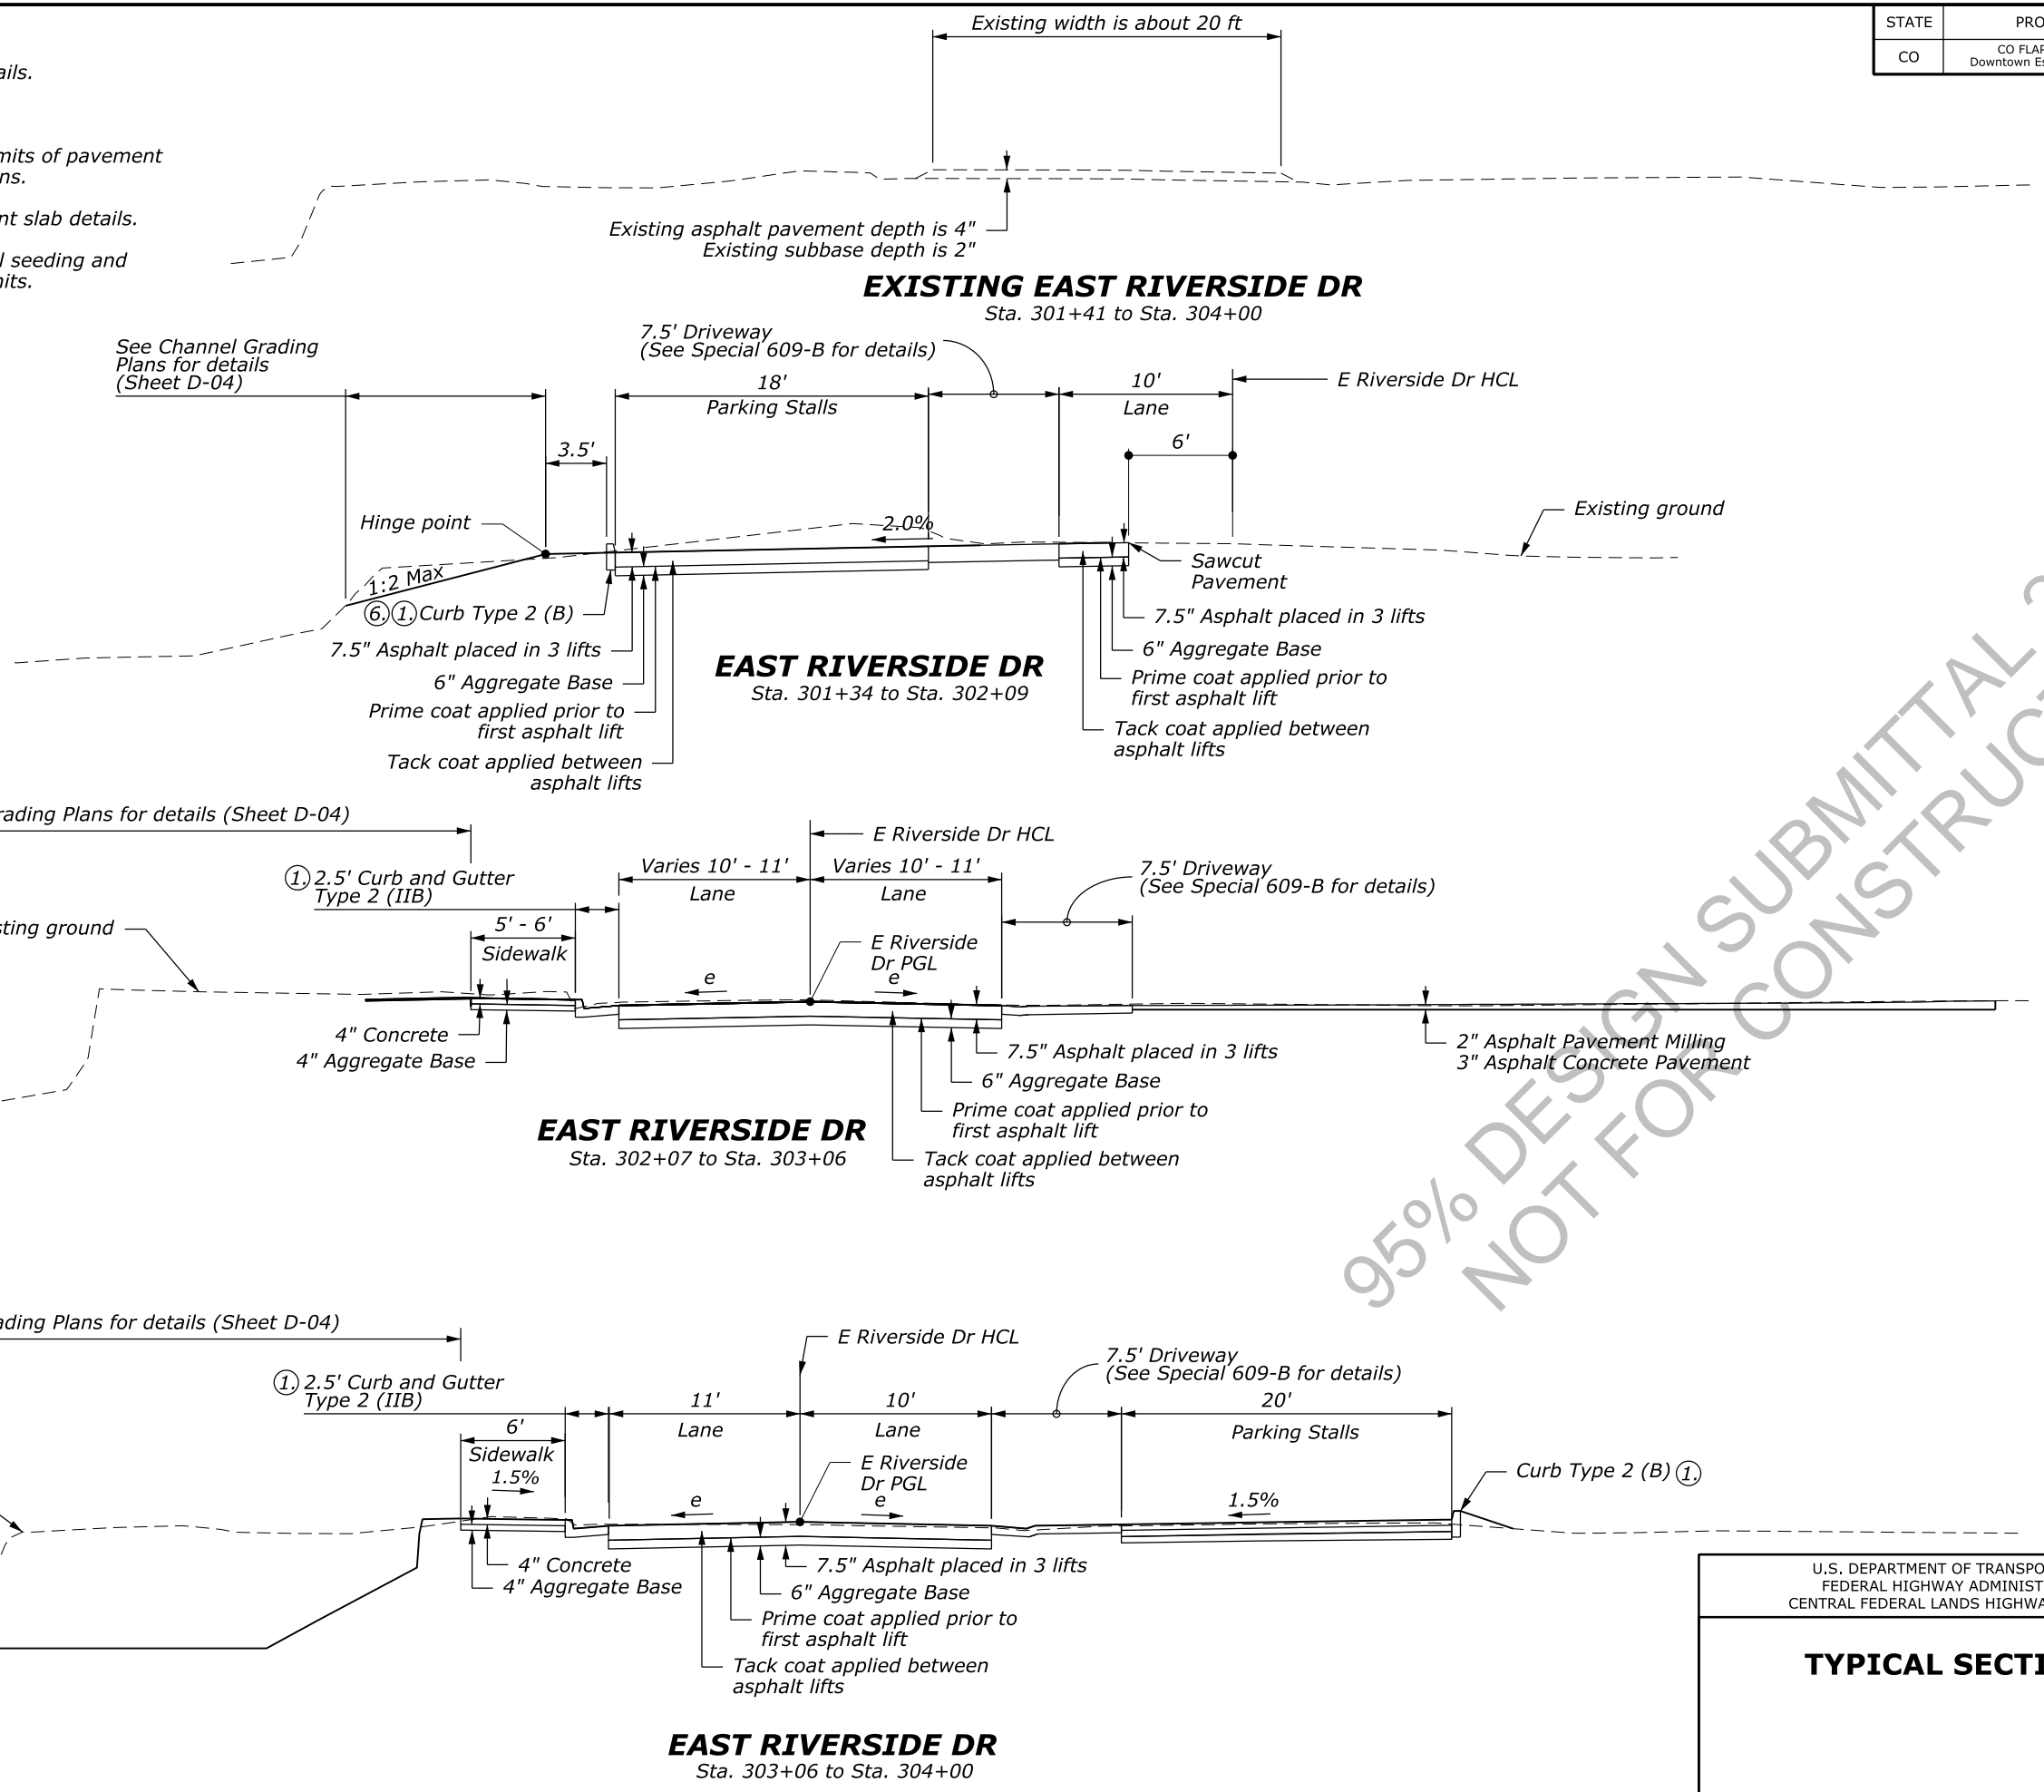 STATE
CO
CO FLAP
ails.
mits of pavement
ns.
nt slab details.
l seeding and
nits.
Existing width is about 20 ft
Existing asphalt pavement depth is 4"
Existing subbase depth is 2"
EXISTING EAST RIVERSIDE DR
Sta. 301+41 to Sta. 304+00
See Channel Grading
Plans for details
(Sheet D-04)
7.5' Driveway
(See Special 609-B for details)
18'
Parking Stalls
10'
Lane
E Riverside Dr HCL
3.5'
6'
Hinge point
2.0%
Existing ground
1:2 Max
Sawcut
Pavement
6. 1. Curb Type 2 (B)
7.5" Asphalt placed in 3 lifts
6" Aggregate Base
Prime coat applied prior to
first asphalt lift
Tack coat applied between
asphalt lifts
7.5" Asphalt placed in 3 lifts
6" Aggregate Base
Prime coat applied prior to
first asphalt lift
Tack coat applied between
asphalt lifts
EAST RIVERSIDE DR
Sta. 301+34 to Sta. 302+09
rading Plans for details (Sheet D-04)
E Riverside Dr HCL
1. 2.5' Curb and Gutter
Type 2 (IIB)
Varies 10' - 11'
Lane
Varies 10' - 11'
Lane
7.5' Driveway
(See Special 609-B for details)
sting ground
5' - 6'
Sidewalk
E Riverside
Dr PGL
e
e
4" Concrete
4" Aggregate Base
7.5" Asphalt placed in 3 lifts
6" Aggregate Base
Prime coat applied prior to
first asphalt lift
Tack coat applied between
asphalt lifts
2" Asphalt Pavement Milling
3" Asphalt Concrete Pavement
EAST RIVERSIDE DR
Sta. 302+07 to Sta. 303+06
95% DESIGN SUBMITTAL
NOT FOR CONSTRUCT
ading Plans for details (Sheet D-04)
E Riverside Dr HCL
1. 2.5' Curb and Gutter
Type 2 (IIB)
11'
Lane
10'
Lane
7.5' Driveway
(See Special 609-B for details)
20'
Parking Stalls
6'
Sidewalk
1.5%
E Riverside
Dr PGL
e
e
1.5%
Curb Type 2 (B) 1.
4" Concrete
4" Aggregate Base
7.5" Asphalt placed in 3 lifts
6" Aggregate Base
Prime coat applied prior to
first asphalt lift
Tack coat applied between
asphalt lifts
EAST RIVERSIDE DR
Sta. 303+06 to Sta. 304+00
U.S. DEPARTMENT OF TRANSPO
FEDERAL HIGHWAY ADMINIST
CENTRAL FEDERAL LANDS HIGHWA
TYPICAL SECTI